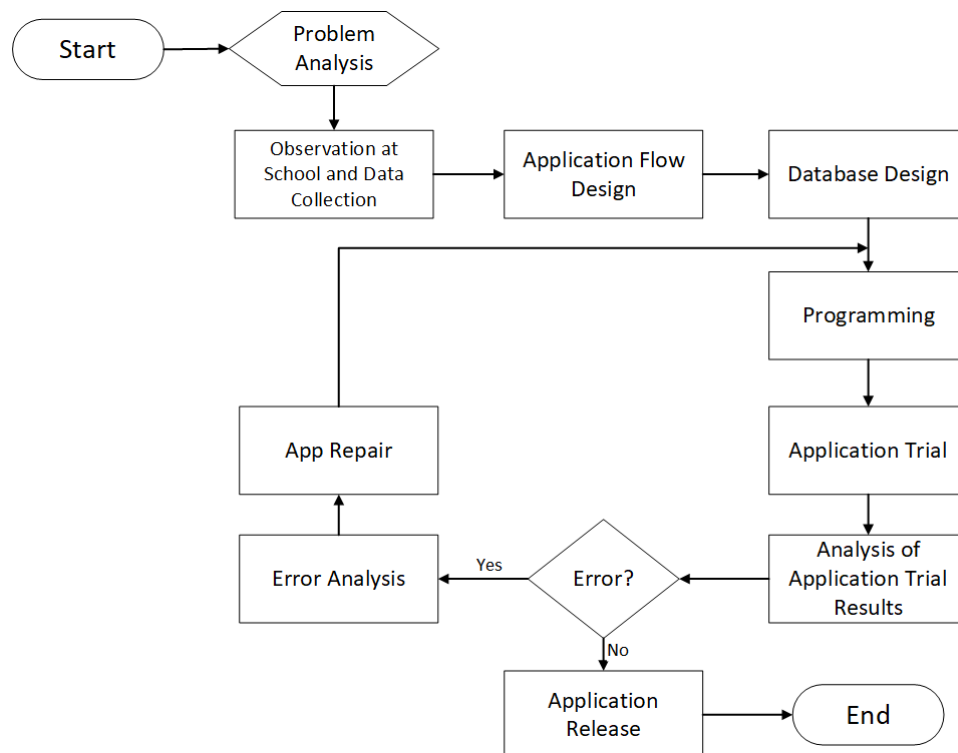 Start
Problem
Analysis
Observation at
School and Data
Collection
Application Flow
Design
Database Design
Programming
App Repair
Application Trial
Error Analysis
Yes
Error?
Analysis of
Application Trial
Results
No
Application
Release
End